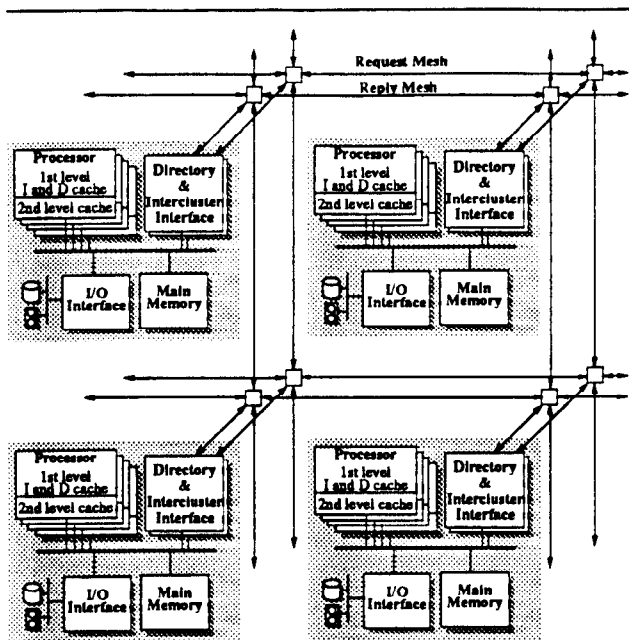 Request Mesh
Reply Mesh
Processor
1st level
I and D cache
2nd level cache
Directory
&
Intercluster
Interface
I/O
Interface
Main
Memory
Processor
1st level
I and D cache
2nd level cache
Directory
&
Intercluster
Interface
I/O
Interface
Main
Memory
Processor
1st level
I and D cache
2nd level cache
Directory
&
Intercluster
Interface
I/O
Interface
Main
Memory
Processor
1st level
I and D cache
2nd level cache
Directory
&
Intercluster
Interface
I/O
Interface
Main
Memory